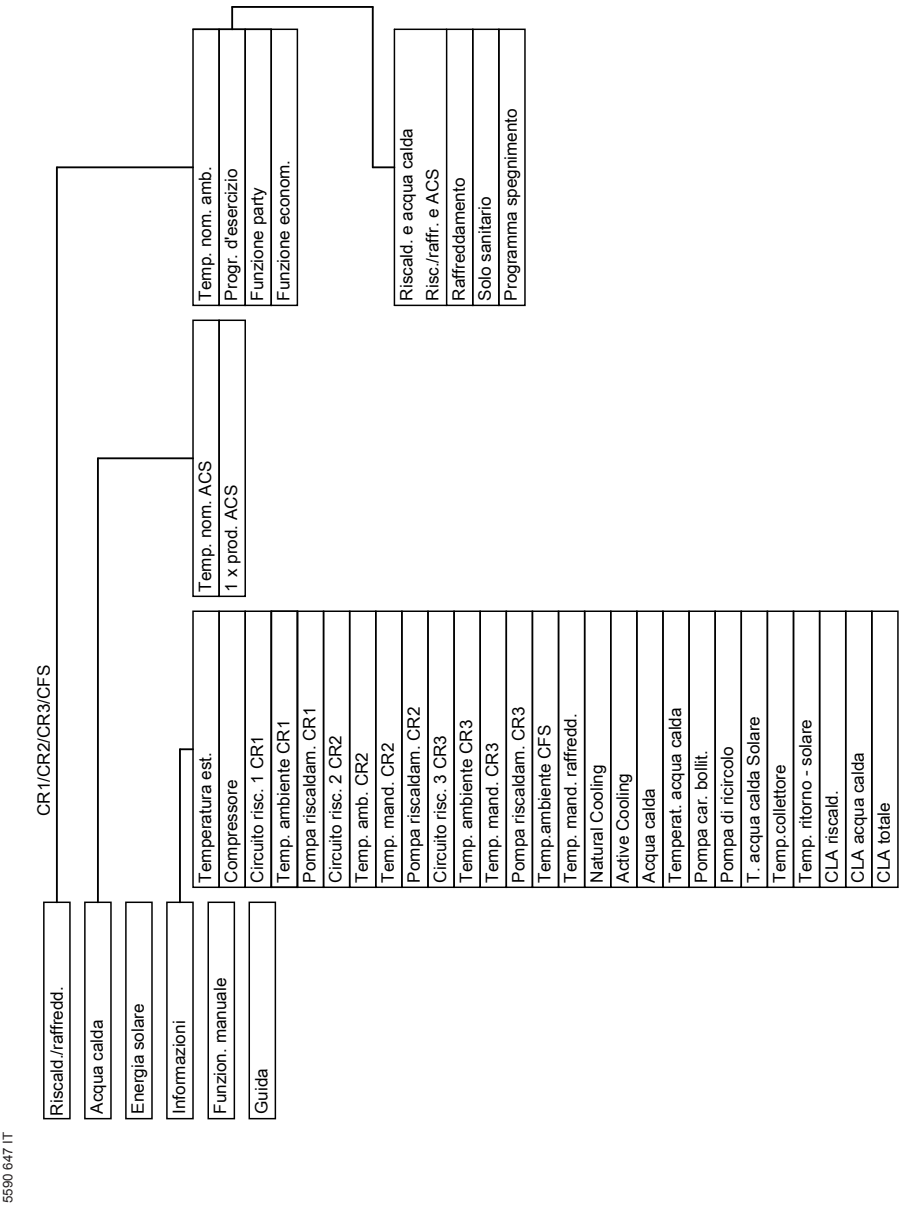 CR1/CR2/CR3/CFS
Riscald./raffredd.
Acqua calda
Energia solare
Informazioni
Funzion. manuale
Guida
Temperatura est.
Compressore
Circuito risc. 1 CR1
Temp. ambiente CR1
Pompa riscaldam. CR1
Circuito risc. 2 CR2
Temp. amb. CR2
Temp. mand. CR2
Pompa riscaldam. CR2
Circuito risc. 3 CR3
Temp. ambiente CR3
Temp. mand. CR3
Pompa riscaldam. CR3
Temp.ambiente CFS
Temp. mand. raffredd.
Natural Cooling
Active Cooling
Acqua calda
Temperat. acqua calda
Pompa car. bollit.
Pompa di ricircolo
T. acqua calda Solare
Temp.collettore
Temp. ritorno - solare
CLA riscald.
CLA acqua calda
CLA totale
Temp. nom. ACS
1 x prod. ACS
Temp. nom. amb.
Progr. d'esercizio
Funzione party
Funzione econom.
Riscald. e acqua calda
Risc./raffr. e ACS
Raffreddamento
Solo sanitario
Programma spegnimento
5590 647 IT